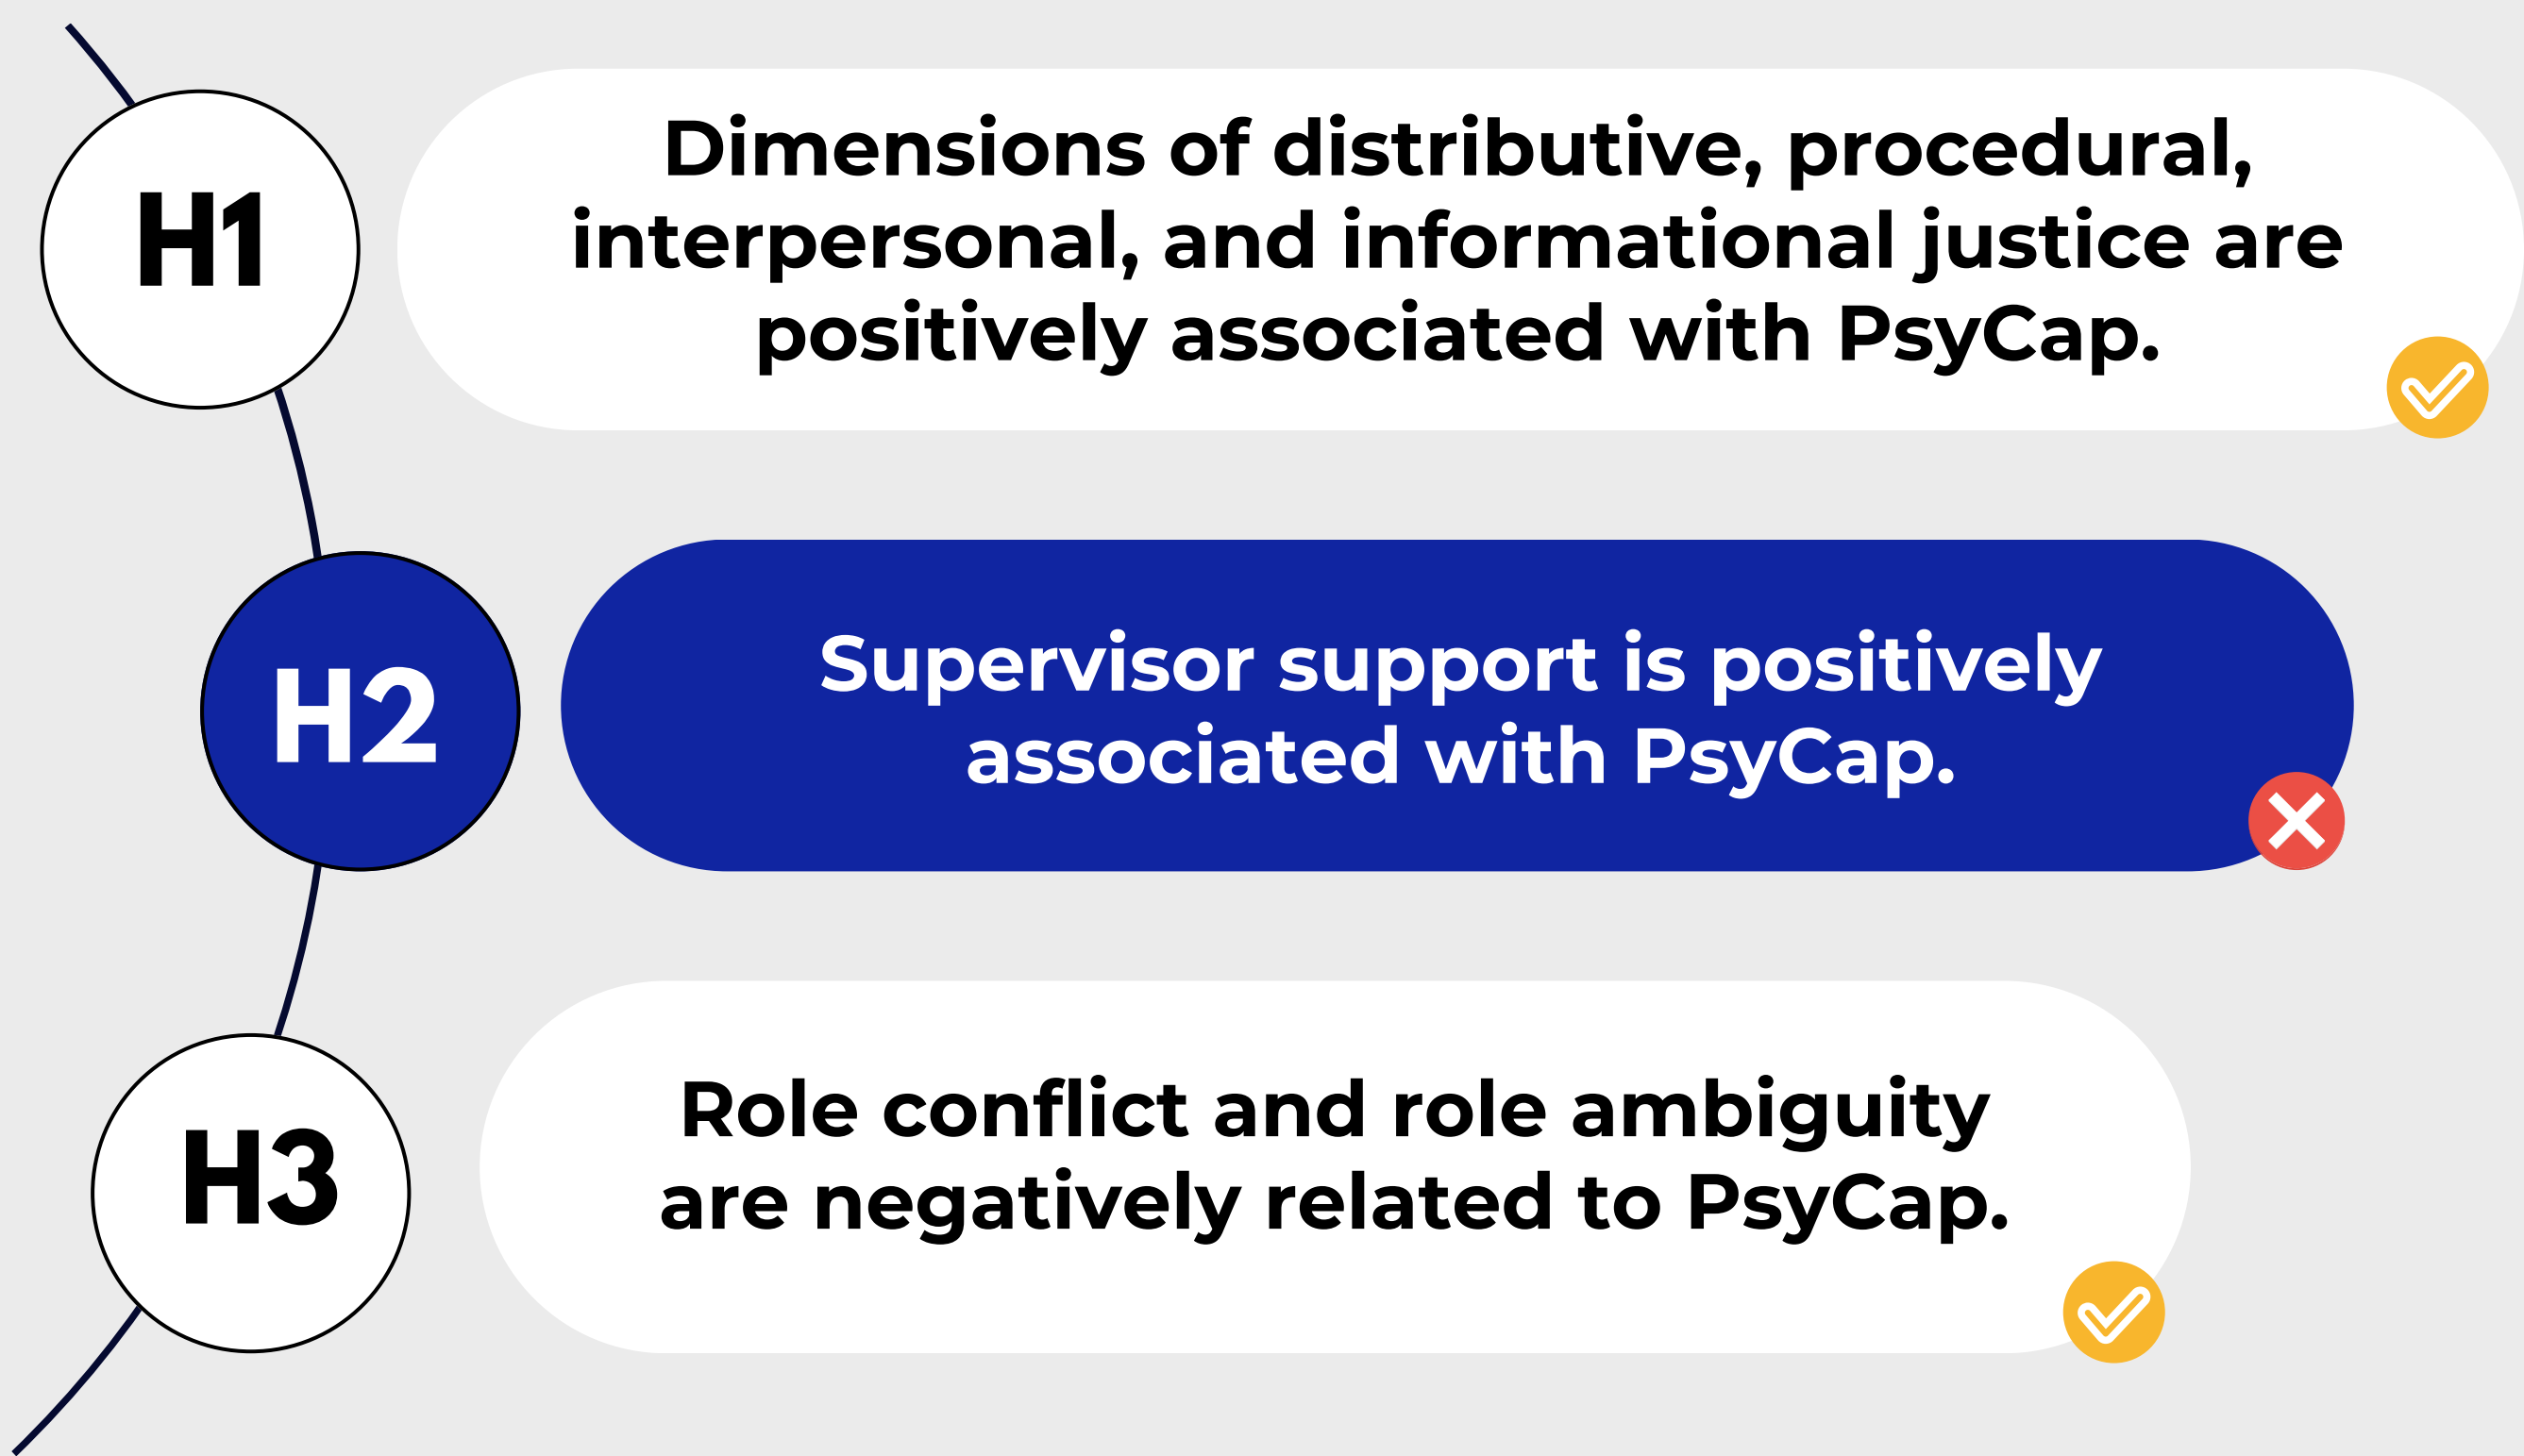 H1
Dimensions of distributive, procedural,
interpersonal, and informational justice are
positively associated with PsyCap.
H2
Supervisor support is positively
associated with PsyCap.
H3
Role conflict and role ambiguity
are negatively related to PsyCap.